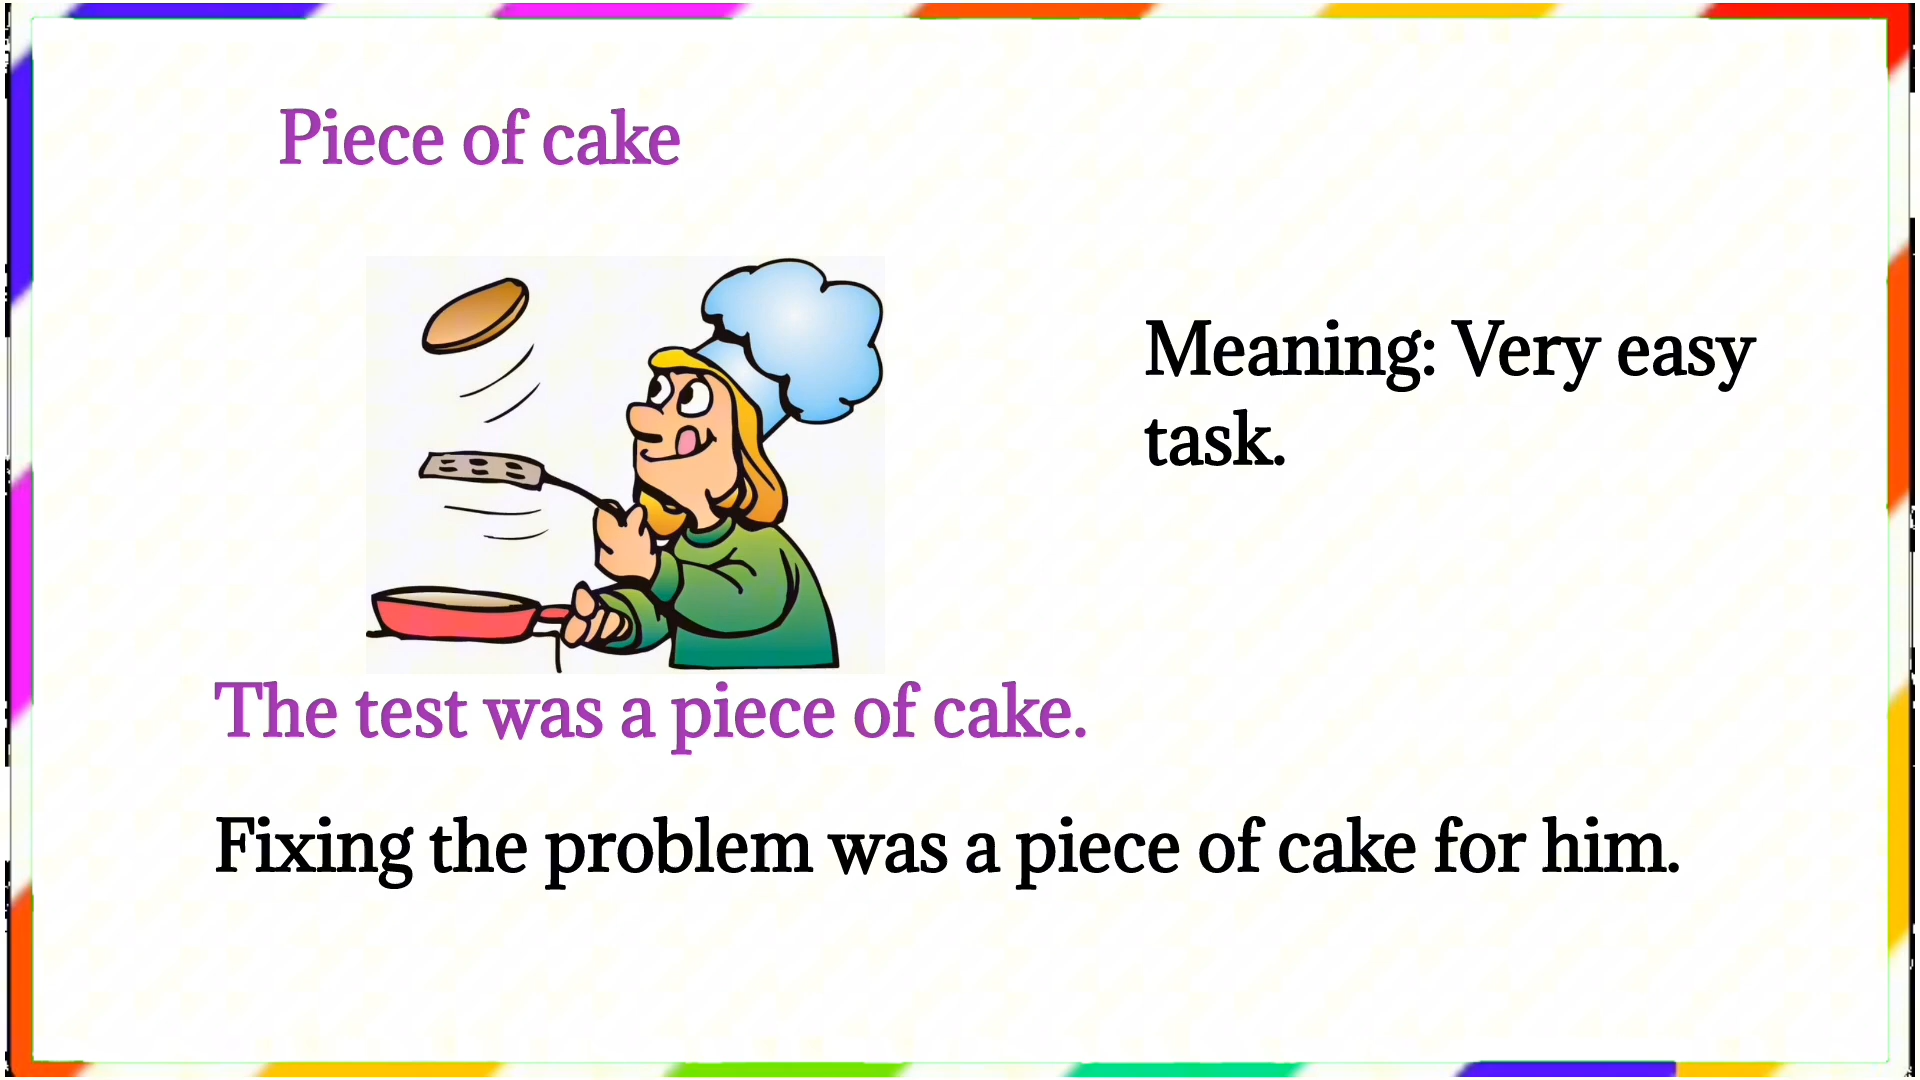 Piece of cake
Meaning: Very easy
task.
The test was a piece of cake.
Fixing the problem was a piece of cake for him.